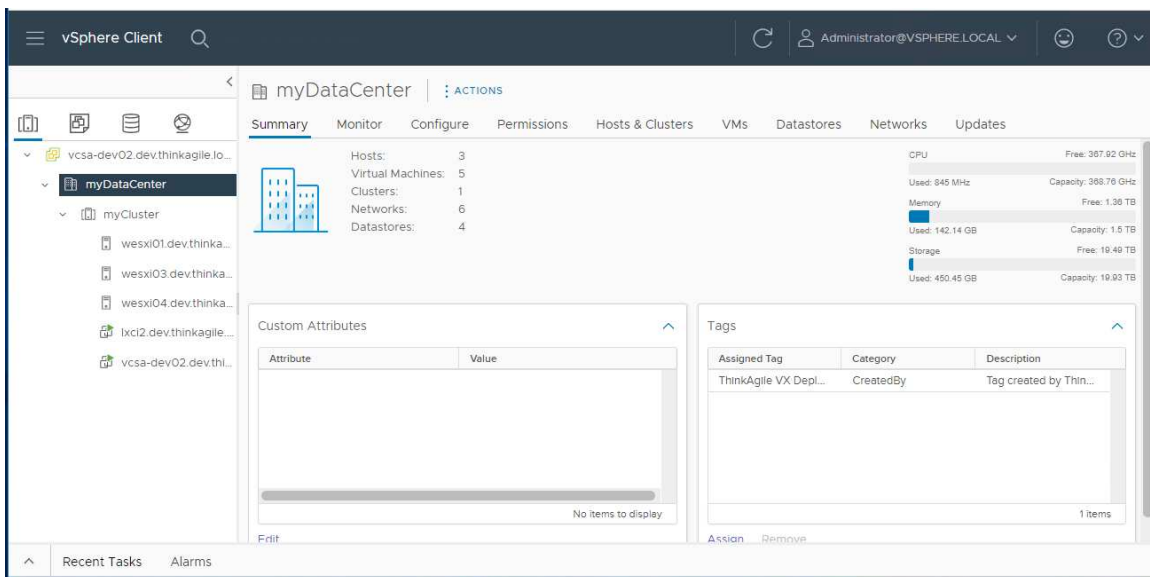 vSphere Client
Administrator@VSPHERE.LOCAL
myDataCenter
ACTIONS
Summary Monitor Configure Permissions Hosts & Clusters VMs Datastores Networks Updates
vcsa-dev02.dev.thinkagile.lo...
myDataCenter
myCluster
wesxi01.dev.thinka...
wesxi03.dev.thinka...
wesxi04.dev.thinka...
lxci2.dev.thinkagile....
vcsa-dev02.dev.thi...
Hosts: 3
Virtual Machines: 5
Clusters: 1
Networks: 6
Datastores: 4
CPU Free: 367.92 GHz
Used: 845 MHz Capacity: 368.76 GHz
Memory Free: 1.36 TB
Used: 142.14 GB Capacity: 1.5 TB
Storage Free: 19.49 TB
Used: 450.45 GB Capacity: 19.93 TB
Custom Attributes
Attribute Value
No items to display
Edit
Tags
Assigned Tag Category Description
ThinkAgile VX Depl... CreatedBy Tag created by Thin...
1 items
Assign Remove
Recent Tasks Alarms